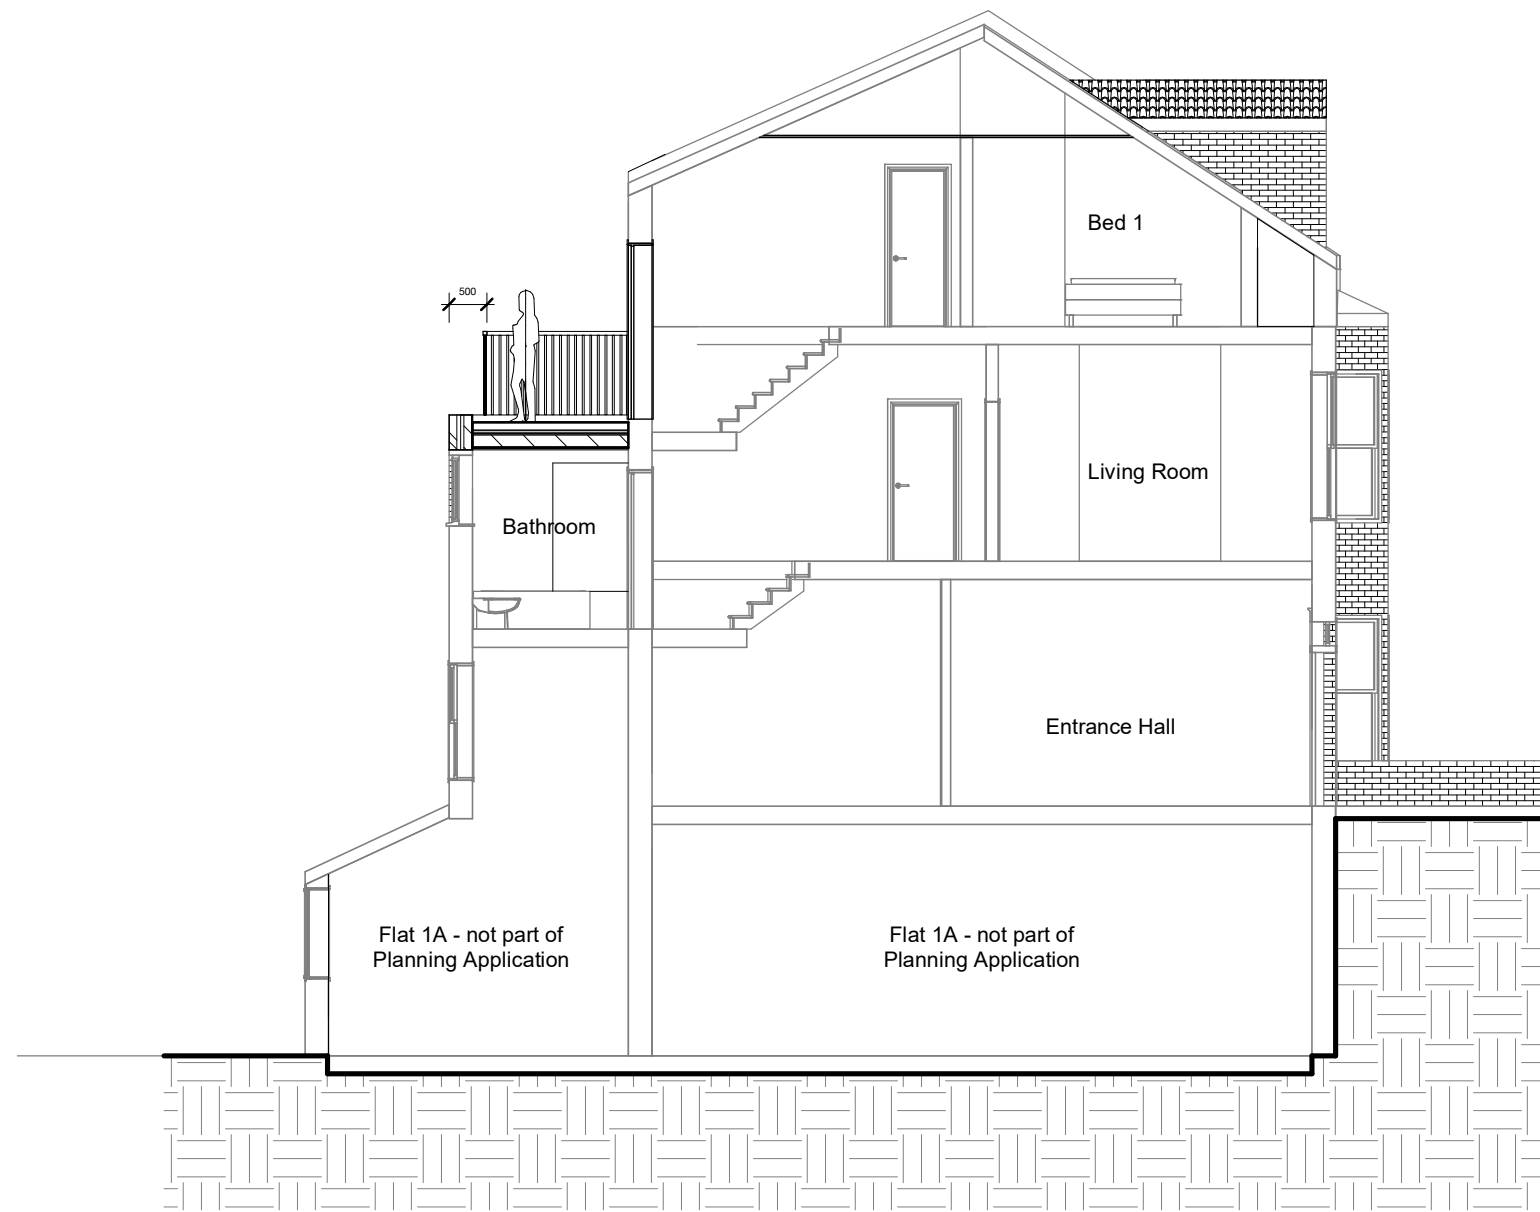 Bed 1
500
Living Room
Bathroom
Entrance Hall
Flat 1A - not part of
Planning Application
Flat 1A - not part of
Planning Application